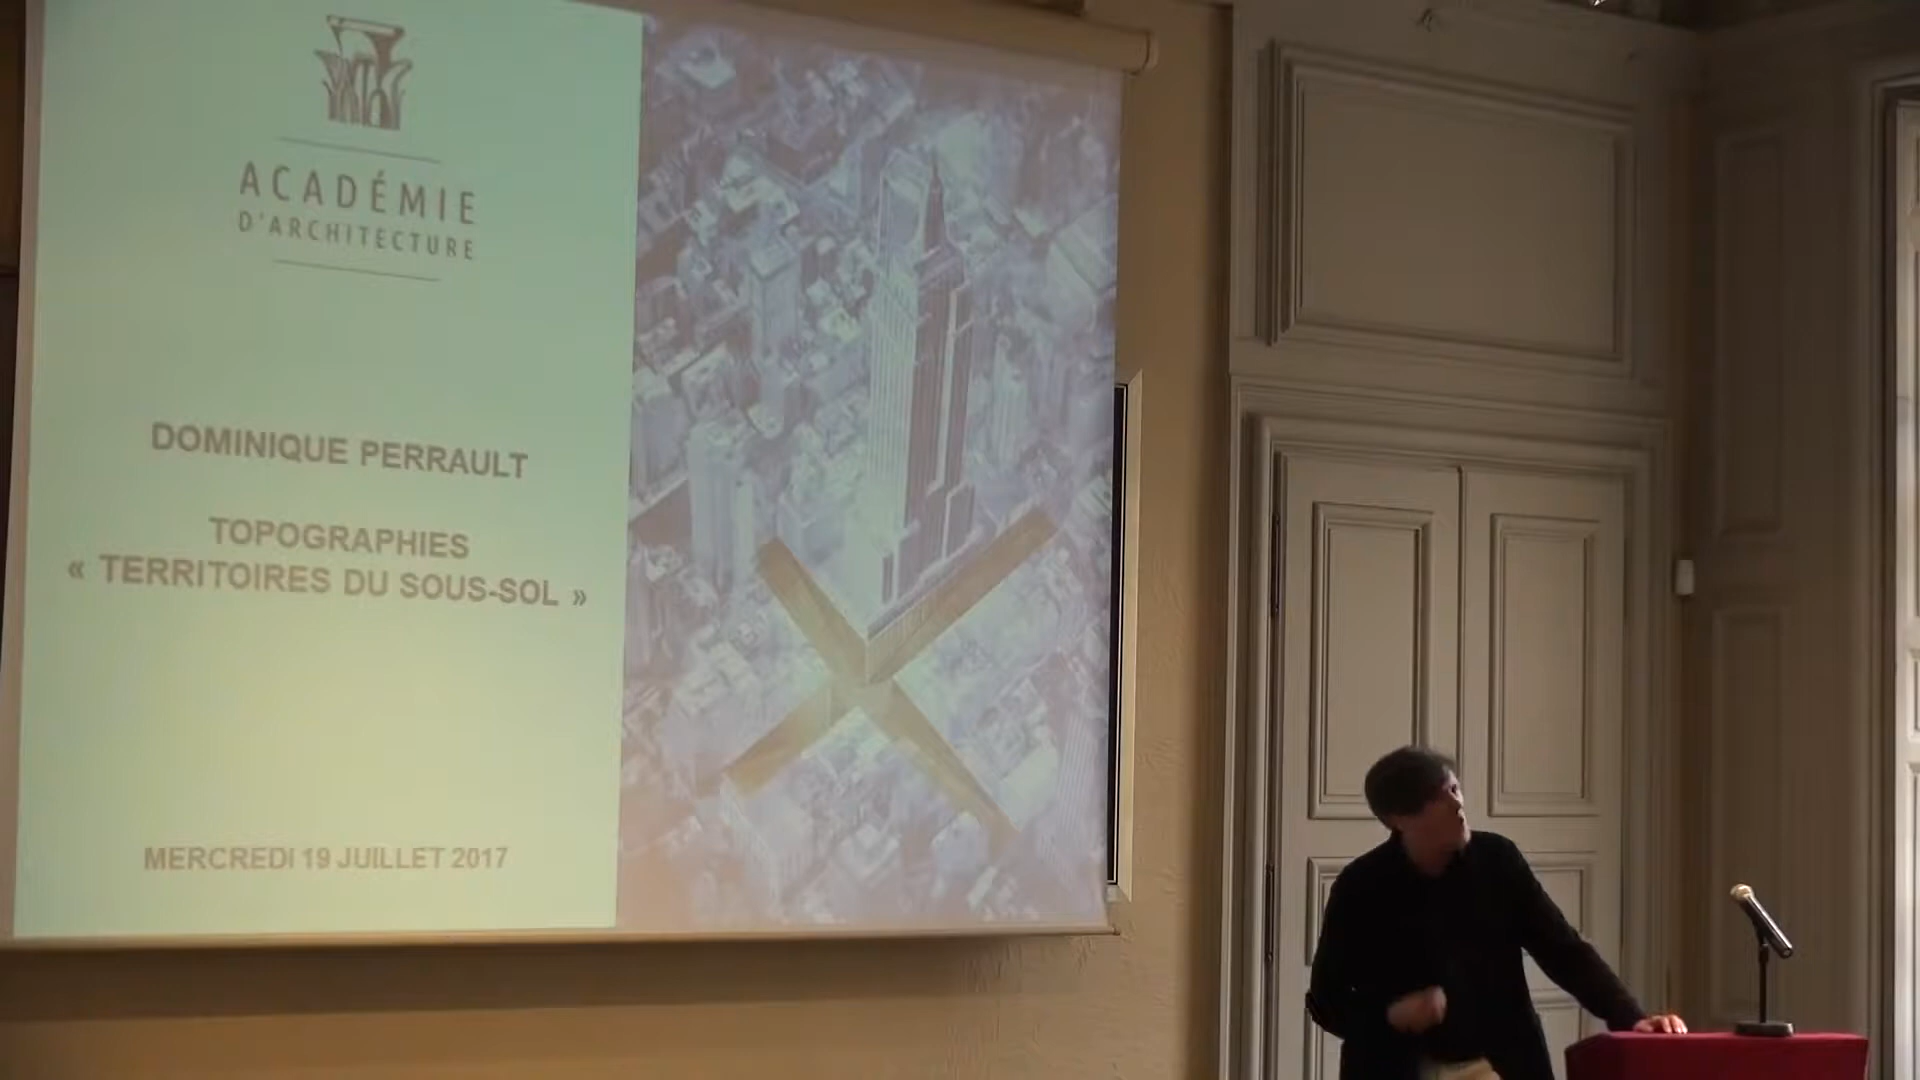 ACADÉMIE
D'ARCHITECTURE
DOMINIQUE PERRAULT
TOPOGRAPHIES
« TERRITOIRES DU SOUS-SOL »
MERCREDI 19 JUILLET 2017